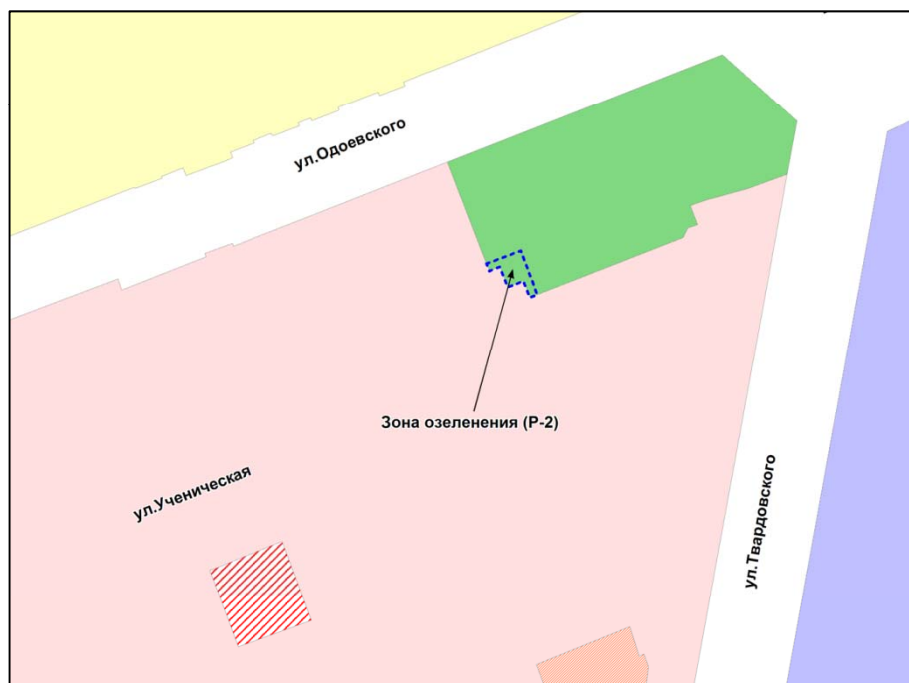 ул.Одоевского
Зона озеленения (Р-2)
ул.Ученическая
ул.Твардовского